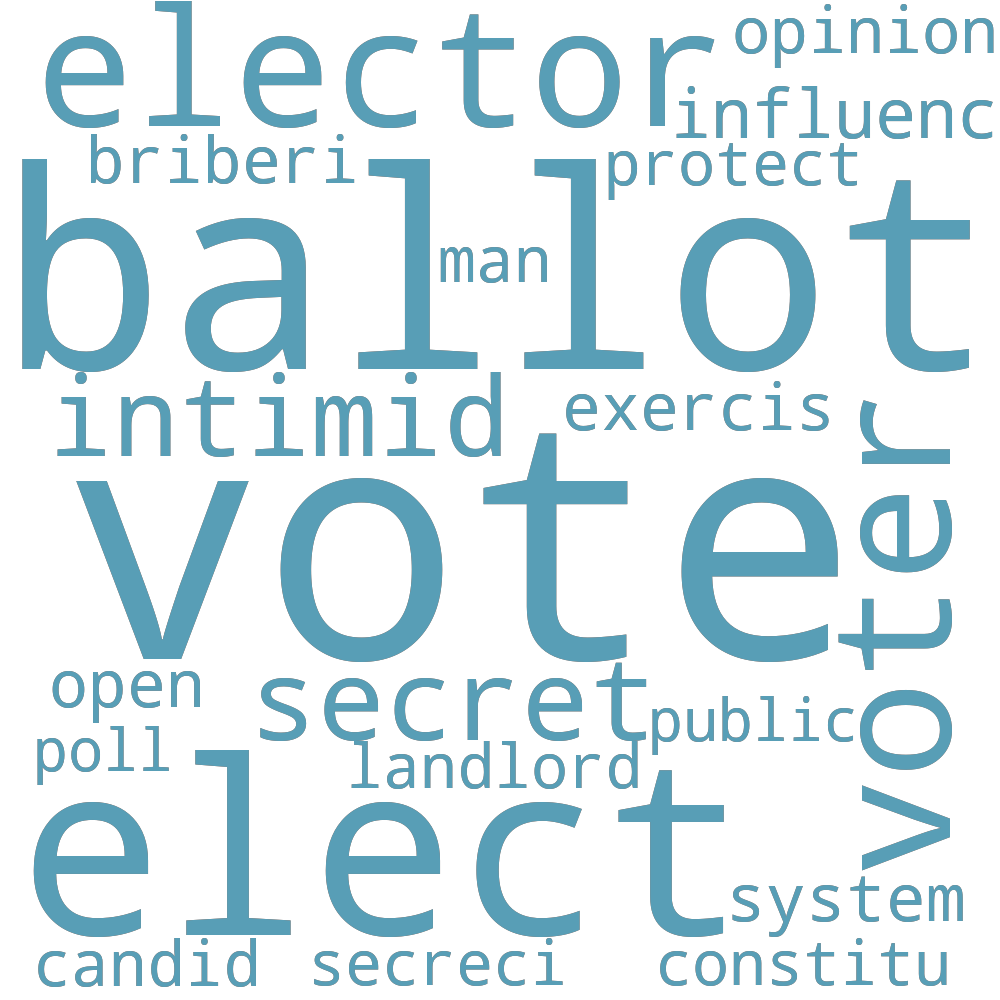 elector
opinion
influenc
briberi
protect
ballot
man
intimid
exercis
vote
voter
open
secret
public
poll
landlord
elect
system
candid
secreci
constitu